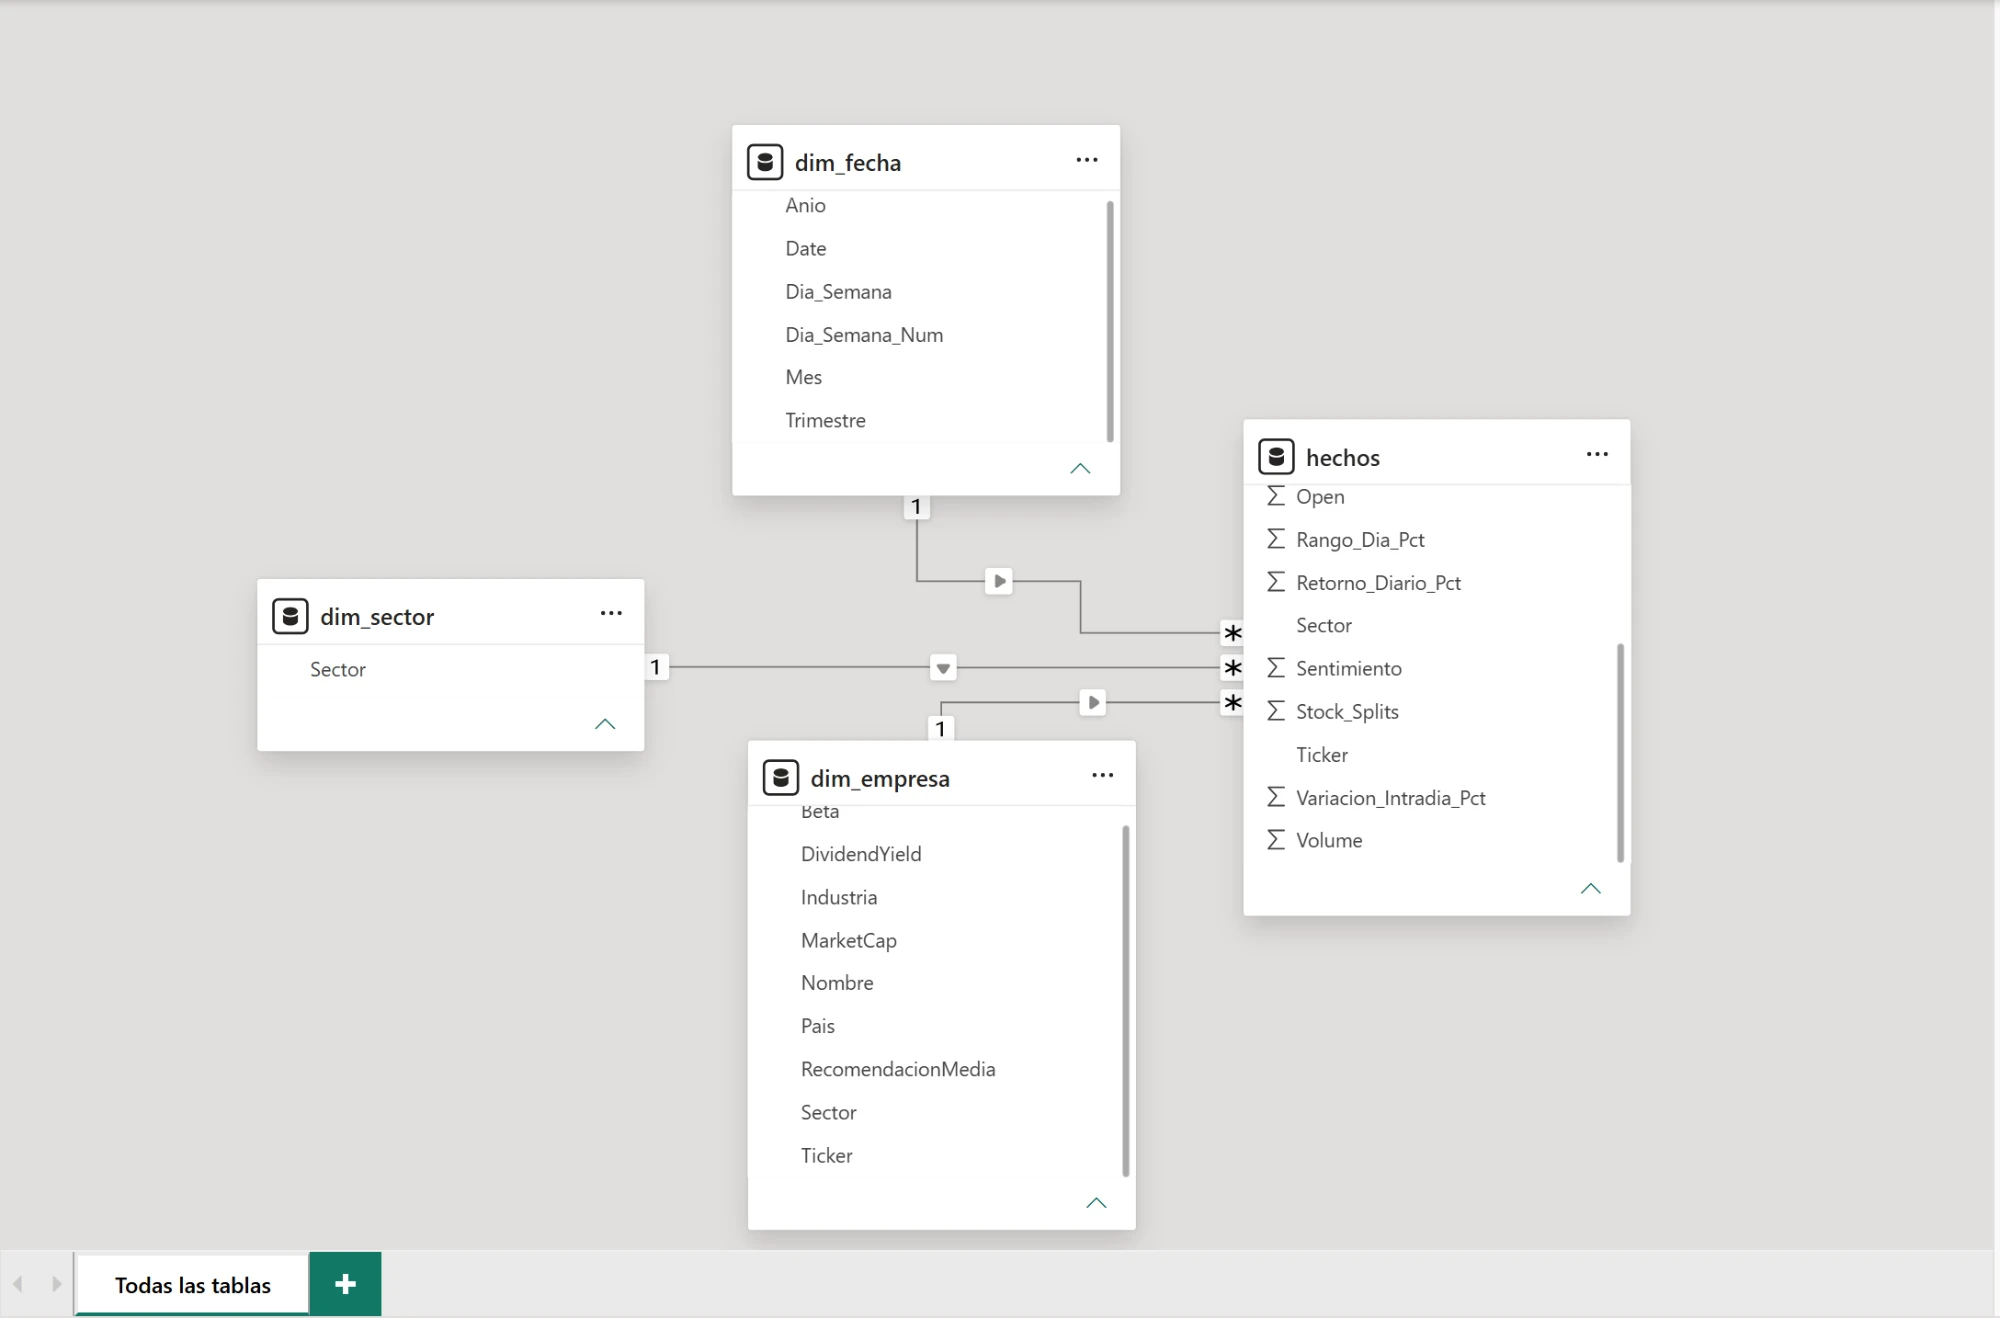 dim_fecha
Anio
Date
Dia_Semana
Dia_Semana_Num
Mes
Trimestre
1
hechos
Open
Rango_Dia_Pct
Retorno_Diario_Pct
Sector
Sentimiento
Stock_Splits
Ticker
Variacion_Intradia_Pct
Volume
*
*
*
dim_sector
Sector
1
1
dim_empresa
Beta
DividendYield
Industria
MarketCap
Nombre
Pais
RecomendacionMedia
Sector
Ticker
Todas las tablas